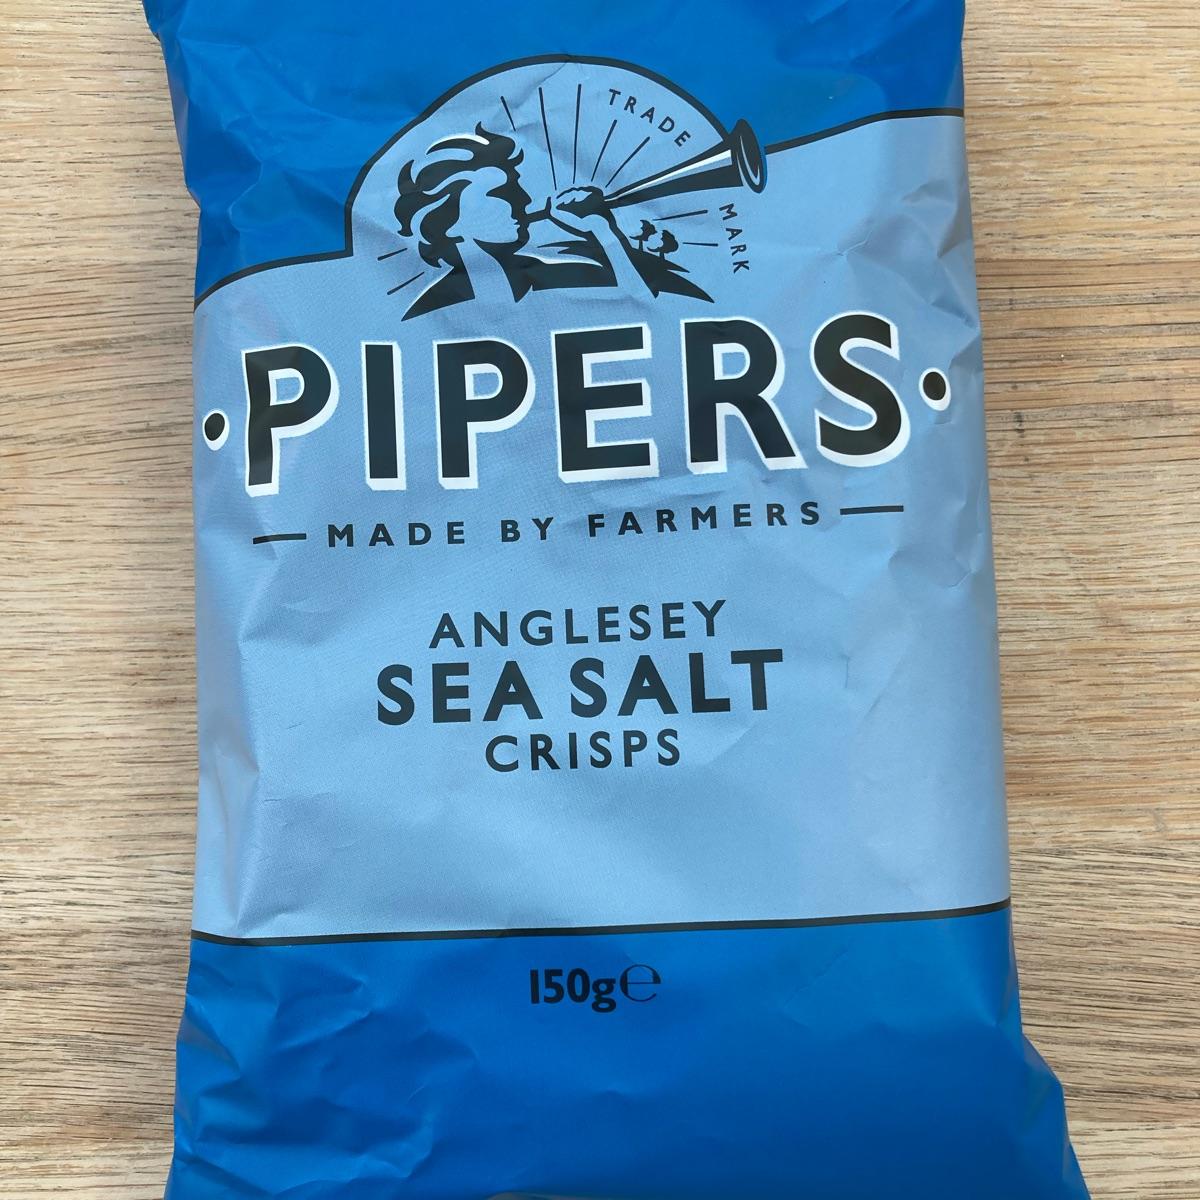 TRADE
MARK
·PIPERS·
— MADE BY FARMERS —
ANGLESEY
SEA SALT
CRISPS
150g℮